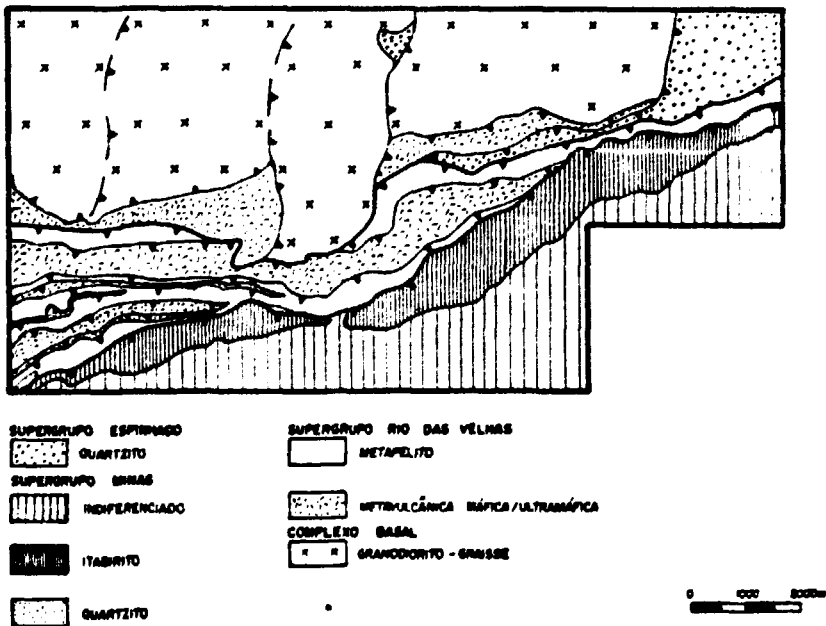 SUPERGRUPO ESPINHAÇO
QUARTZITO
SUPERGRUPO MINAS
INDIFERENCIADO
ITABIRITO
QUARTZITO
SUPERGRUPO RIO DAS VELHAS
METAPELITO
METAVULCÂNICA MÁFICA/ULTRAMÁFICA
COMPLEXO BASAL
GRANODIORITO - GNAISSE
0 1000 2000m